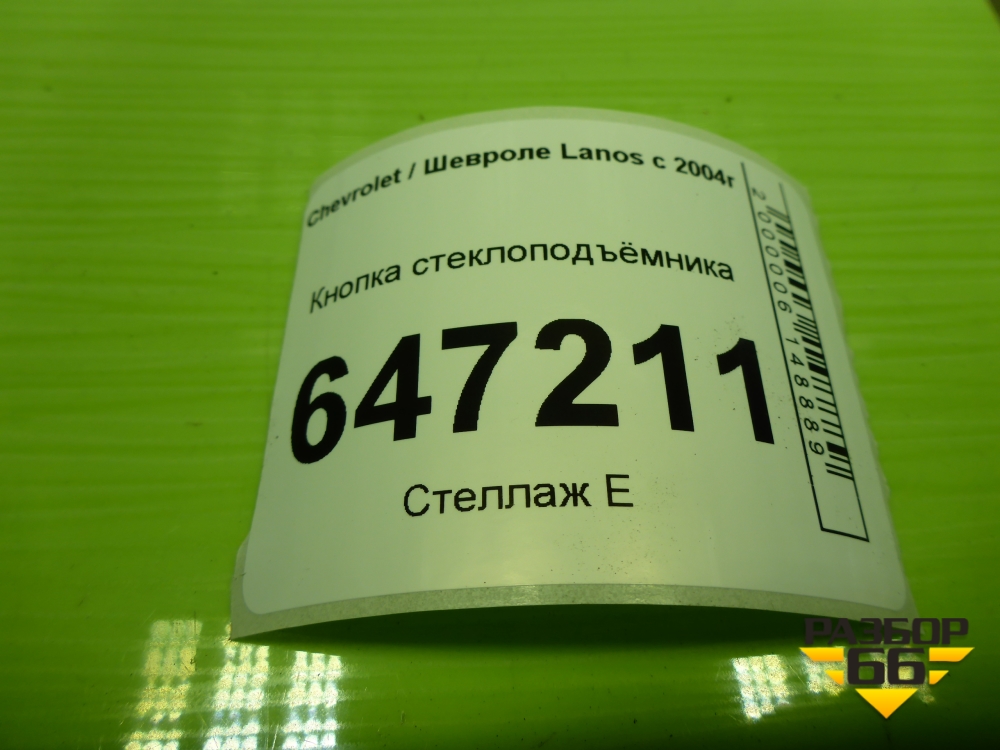 Chevrolet / Шевроле Lanos с 2004г
Кнопка стеклоподъёмника
647211
Стеллаж Е
2000006148889
РАЗБОР
66